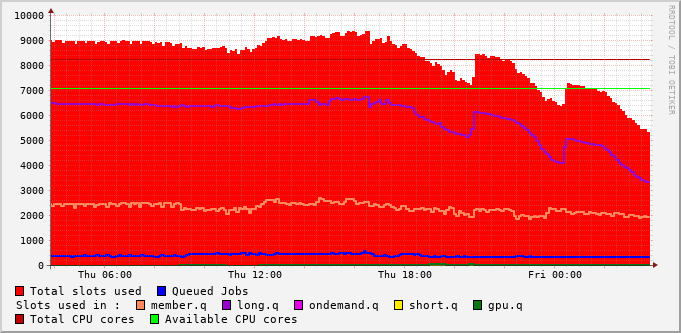 10000
9000
8000
7000
6000
5000
4000
3000
2000
1000
0
Thu 06:00 Thu 12:00 Thu 18:00 Fri 00:00
RRDTOOL / TOBI OETIKER
Total slots used Queued Jobs
Slots used in : member.q long.q ondemand.q short.q gpu.q
Total CPU cores Available CPU cores